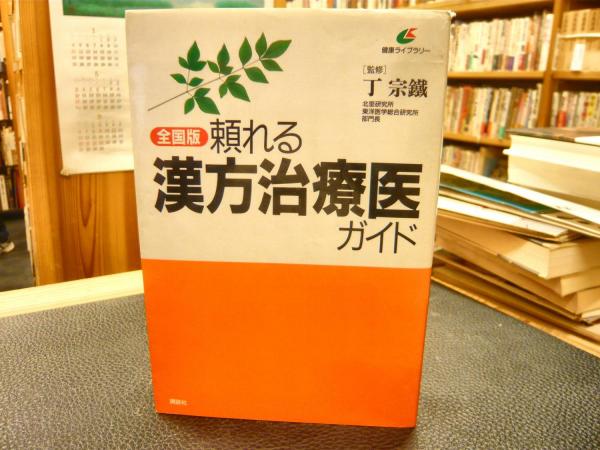 健康ライブラリー
[監修]
丁 宗鐵
北里研究所
東洋医学総合研究所
部門長
全国版
頼れる
漢方治療医
ガイド
講談社